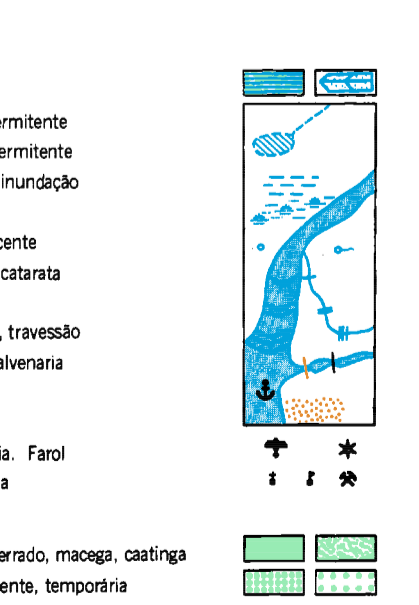 ermitente
ermitente
inundação
cente
catarata
, travessão
alvenaria
ia. Farol
a
errado, macega, caatinga
ente, temporária